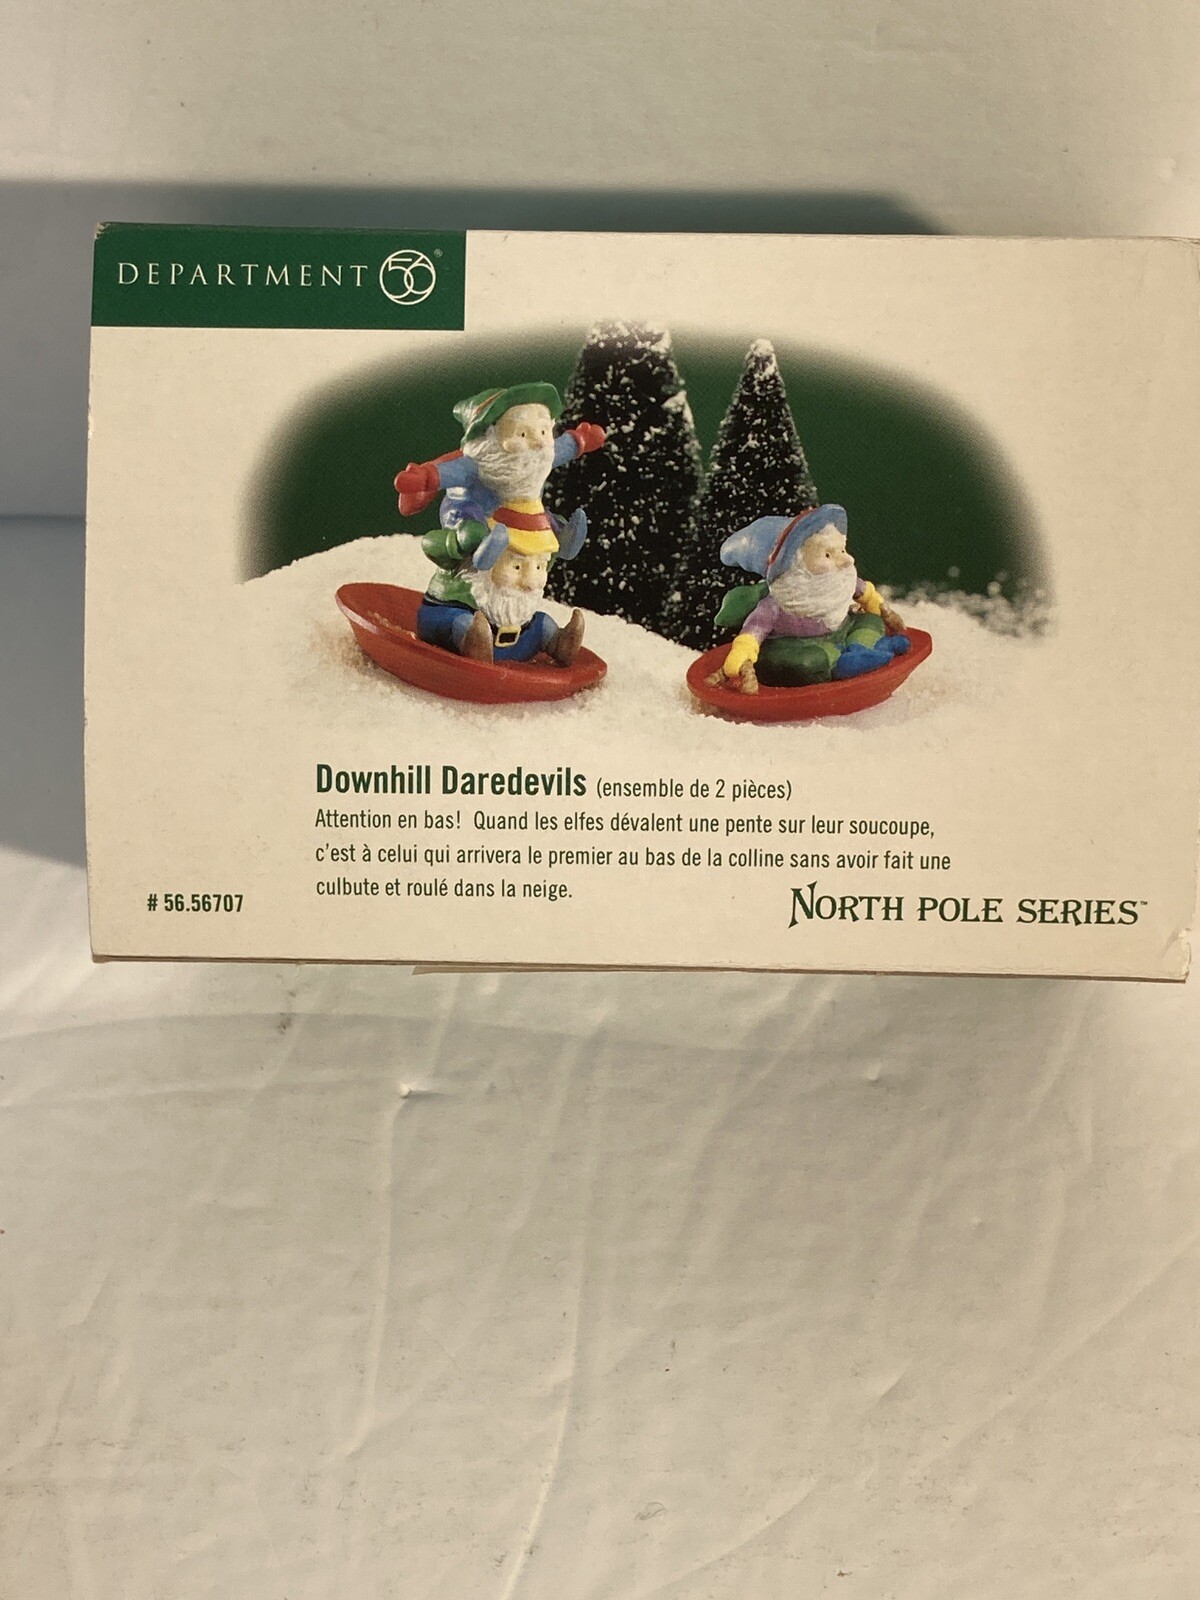 DEPARTMENT 56®
Downhill Daredevils (ensemble de 2 pièces)
Attention en bas! Quand les elfes dévalent une pente sur leur soucoupe,
c'est à celui qui arrivera le premier au bas de la colline sans avoir fait une
culbute et roulé dans la neige.
# 56.56707
NORTH POLE SERIES™